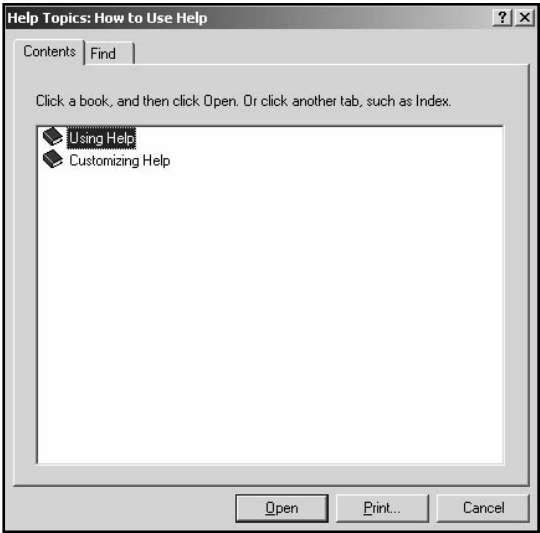 Help Topics: How to Use Help
Contents
Find
Click a book, and then click Open. Or click another tab, such as Index.
Using Help
Customizing Help
Open
Print...
Cancel